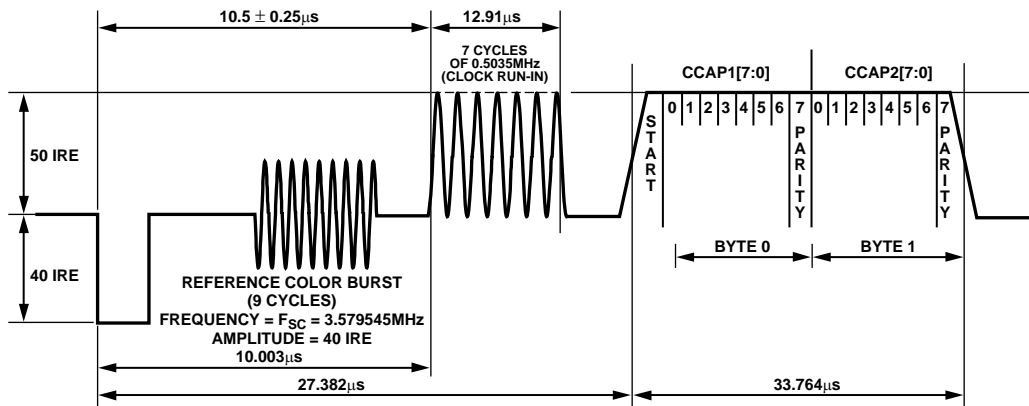 10.5 ± 0.25μs
12.91μs
7 CYCLES
OF 0.5035MHz
(CLOCK RUN-IN)
CCAP1[7:0]
CCAP2[7:0]
0 1 2 3 4 5 6 7 0 1 2 3 4 5 6 7
START
PARITY
PARITY
50 IRE
40 IRE
BYTE 0
BYTE 1
REFERENCE COLOR BURST
(9 CYCLES)
FREQUENCY = FSC = 3.579545MHz
AMPLITUDE = 40 IRE
10.003μs
27.382μs
33.764μs